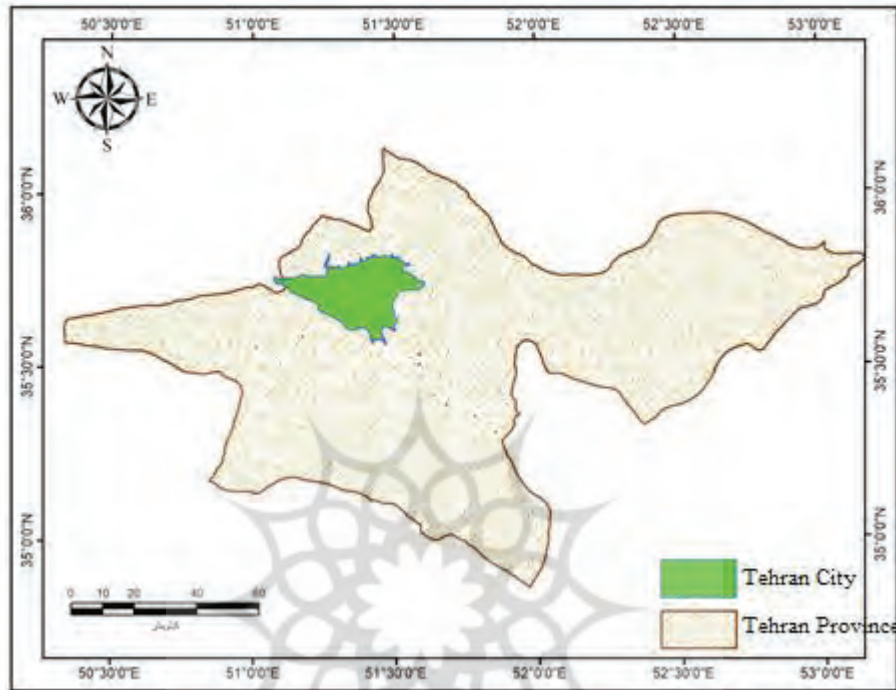 50°30'0"E 51°0'0"E 51°30'0"E 52°0'0"E 52°30'0"E 53°0'0"E
N
W E
S
36°0'0"N 36°0'0"N
35°30'0"N 35°30'0"N
35°0'0"N 35°0'0"N
Tehran City
0 10 20 40 60
کیلومتر
Tehran Province
50°30'0"E 51°0'0"E 51°30'0"E 52°0'0"E 52°30'0"E 53°0'0"E